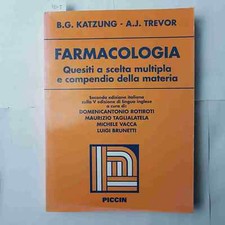 B.G. KATZUNG - A.J. TREVOR
FARMACOLOGIA
Quesiti a scelta multipla
e compendio della materia
Seconda edizione italiana
sulla V edizione di lingua inglese
a cura di:
DOMENICANTONIO ROTIROTI
MAURIZIO TAGLIALATELA
MICHELE VACCA
LUIGI BRUNETTI
PICCIN